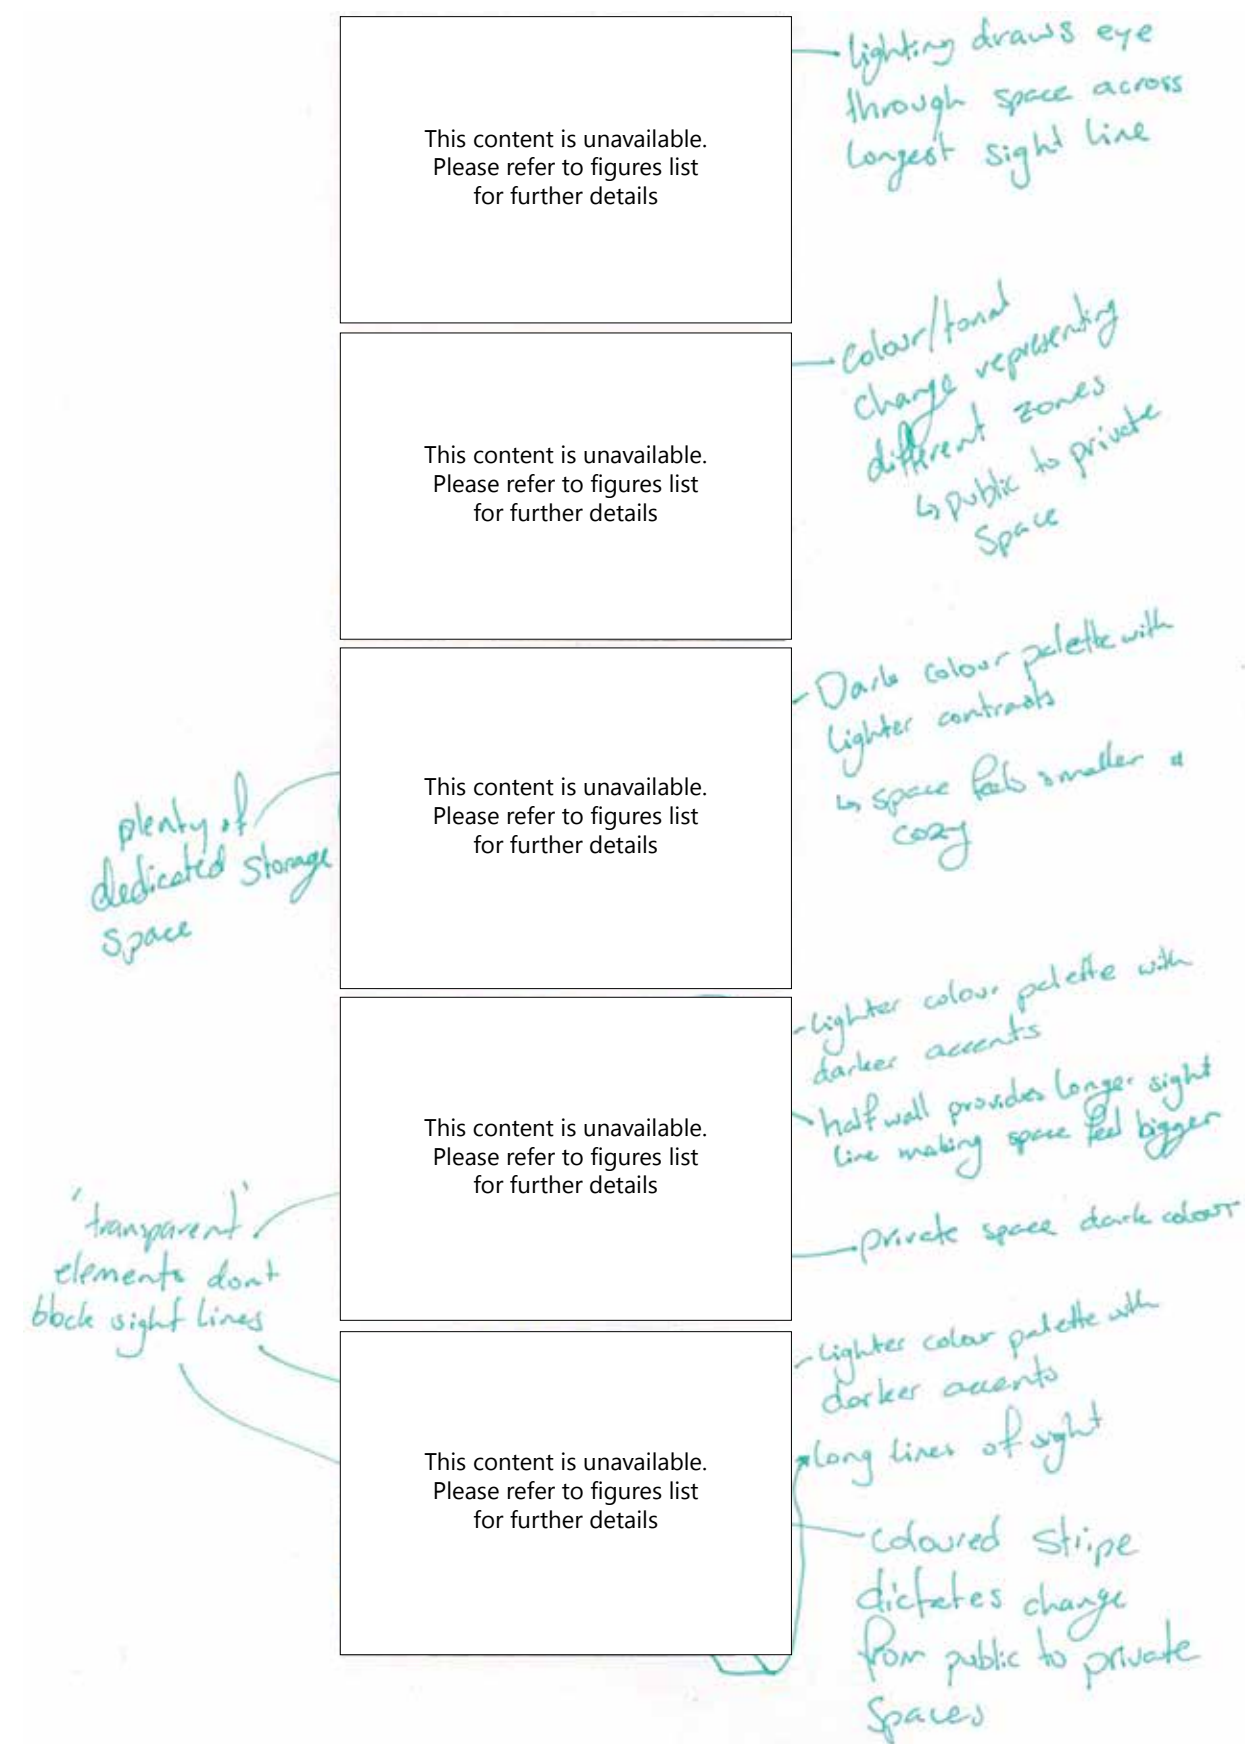 This content is unavailable.
Please refer to figures list
for further details
lighting draws eye
through space across
longest sight line
This content is unavailable.
Please refer to figures list
for further details
colour/tonal
change representing
different zones
↳ public to private
space
This content is unavailable.
Please refer to figures list
for further details
Dark colour palette with
lighter contrasts
↳ space feels smaller &
cozy
plenty of
dedicated storage
space
This content is unavailable.
Please refer to figures list
for further details
lighter colour palette with
darker accents
half wall provides longer sight
line making space feel bigger
private space dark colour
'transparent'
elements dont
block sight lines
This content is unavailable.
Please refer to figures list
for further details
lighter colour palette with
darker accents
long lines of sight
coloured stripe
dictates change
from public to private
spaces